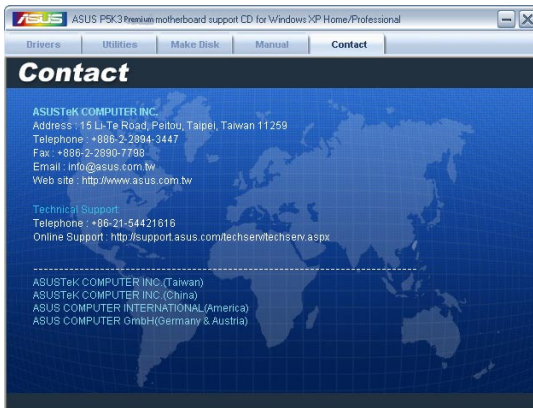 ASUS ASUS P5K3 Premium motherboard support CD for Windows XP Home/Professional
Drivers Utilities Make Disk Manual Contact
Contact
ASUSTeK COMPUTER INC.
Address : 15 Li-Te Road, Peitou, Taipei, Taiwan 11259
Telephone : +886-2-2894-3447
Fax : +886-2-2890-7798
Email : info@asus.com.tw
Web site : http://www.asus.com.tw
Technical Support:
Telephone : +86-21-54421616
Online Support : http://support.asus.com/techserv/techserv.aspx
ASUSTeK COMPUTER INC.(Taiwan)
ASUSTeK COMPUTER INC.(China)
ASUS COMPUTER INTERNATIONAL(America)
ASUS COMPUTER GmbH(Germany & Austria)